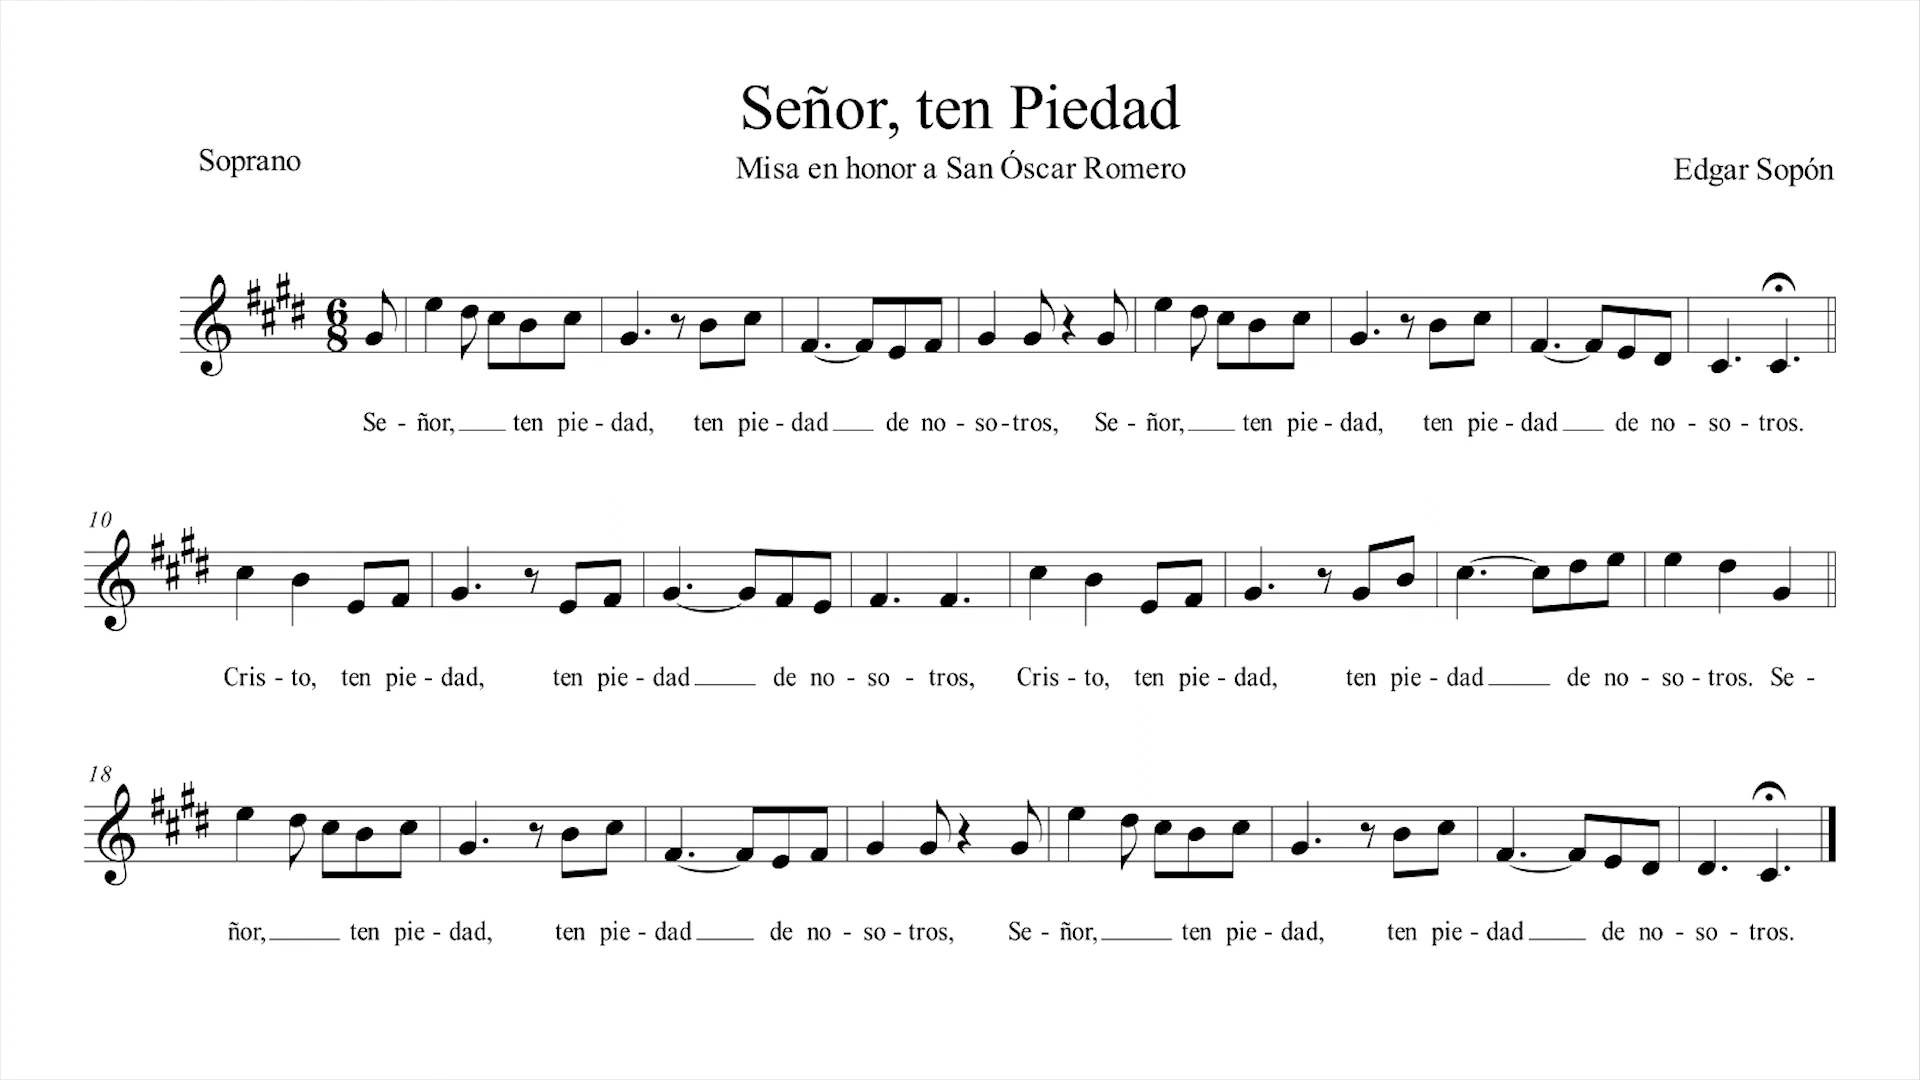 Señor, ten Piedad
Soprano
Misa en honor a San Óscar Romero
Edgar Sopón
6
8
Se - ñor, ten pie - dad, ten pie - dad de no - so - tros, Se - ñor, ten pie - dad, ten pie - dad de no - so - tros.
10
Cris - to, ten pie - dad, ten pie - dad de no - so - tros, Cris - to, ten pie - dad, ten pie - dad de no - so - tros. Se -
18
ñor, ten pie - dad, ten pie - dad de no - so - tros, Se - ñor, ten pie - dad, ten pie - dad de no - so - tros.